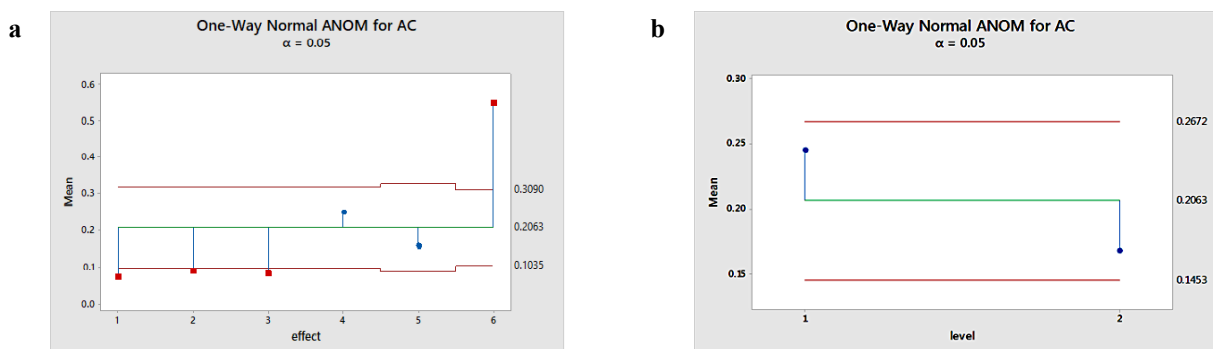 a
One-Way Normal ANOM for AC
α = 0.05
Mean
0.6
0.5
0.4
0.3
0.2
0.1
0.0
0.3090
0.2063
0.1035
1 2 3 4 5 6
effect
b
One-Way Normal ANOM for AC
α = 0.05
Mean
0.30
0.25
0.20
0.15
0.2672
0.2063
0.1453
1 2
level